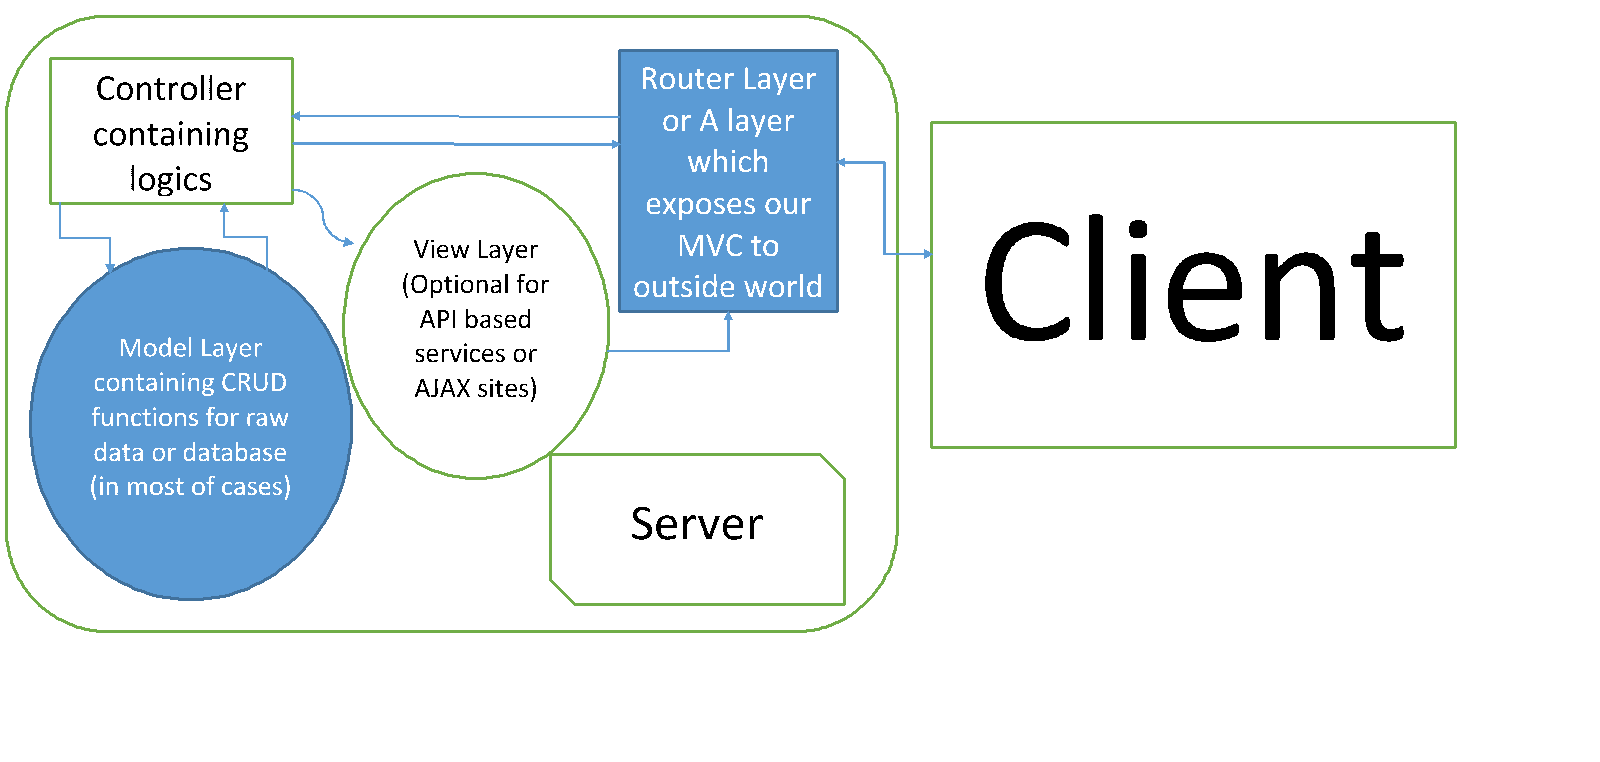 Controller
containing
logics
Router Layer
or A layer
which
exposes our
MVC to
outside world
View Layer
(Optional for
API based
services or
AJAX sites)
Model Layer
containing CRUD
functions for raw
data or database
(in most of cases)
Server
Client